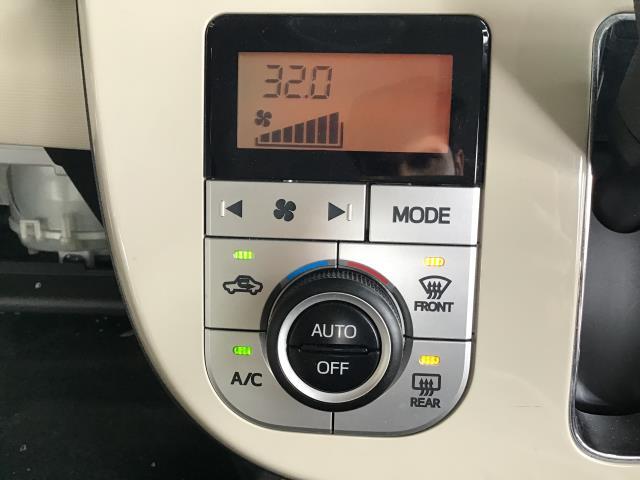 32.0
MODE
FRONT
AUTO
OFF
A/C
REAR